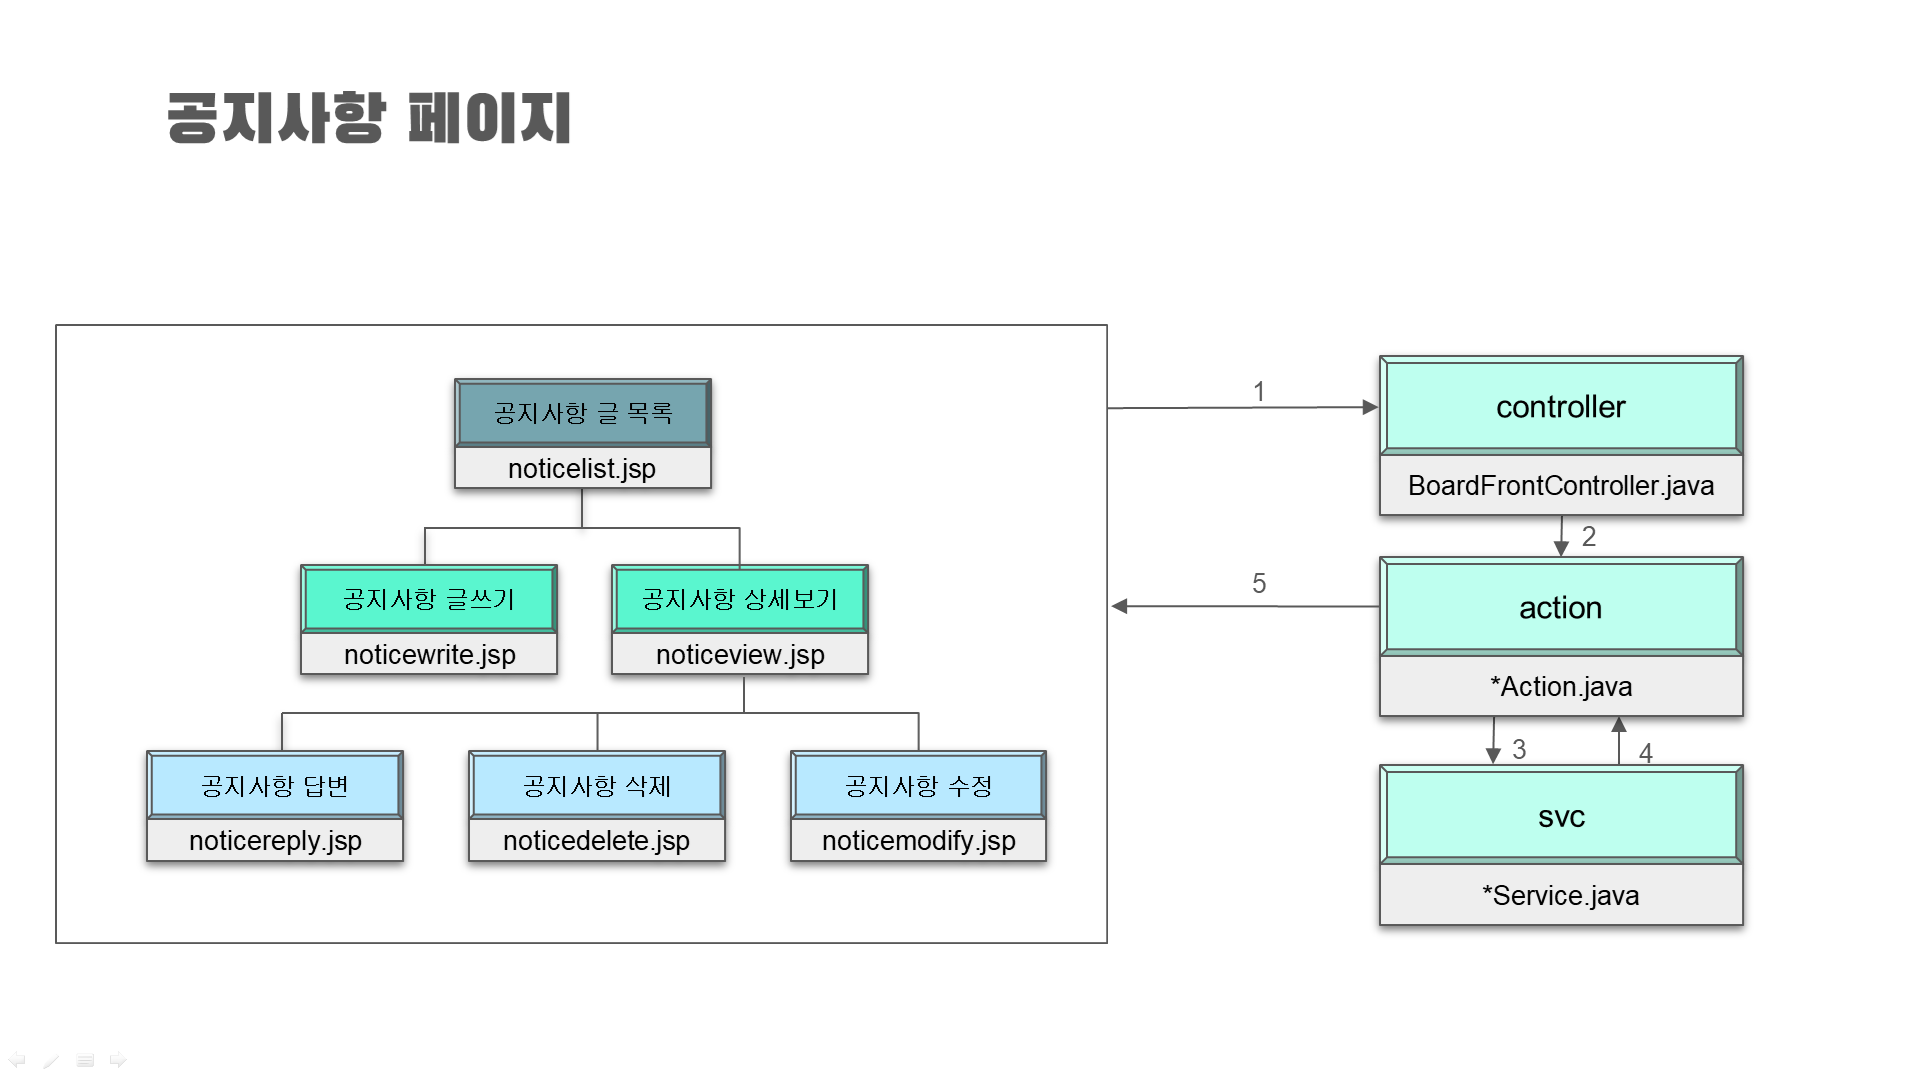 공지사항 페이지
공지사항 글 목록
noticelist.jsp
공지사항 글쓰기
noticewrite.jsp
공지사항 상세보기
noticeview.jsp
공지사항 답변
noticereply.jsp
공지사항 삭제
noticedelete.jsp
공지사항 수정
noticemodify.jsp
1
controller
BoardFrontController.java
2
5
action
*Action.java
3
4
svc
*Service.java